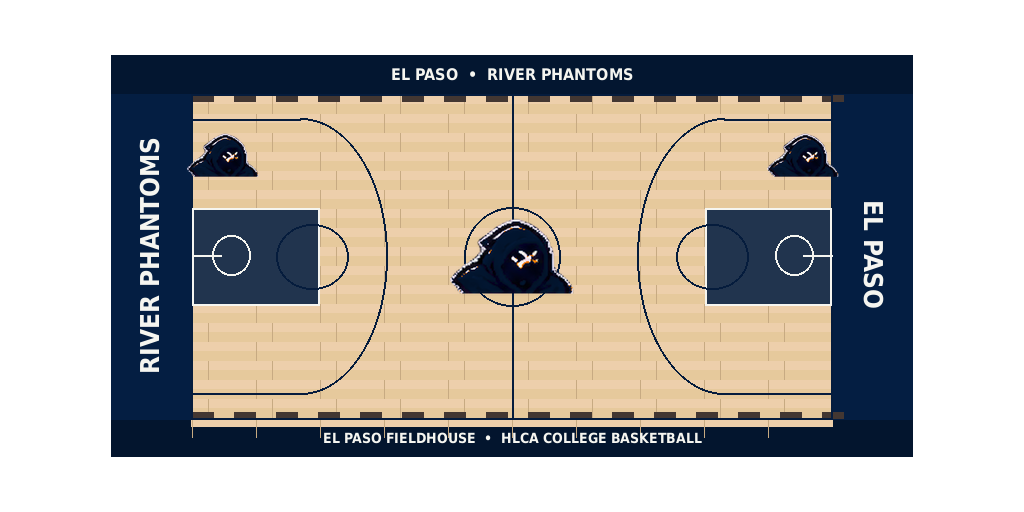 EL PASO • RIVER PHANTOMS
RIVER PHANTOMS
EL PASO
EL PASO FIELDHOUSE • HLCA COLLEGE BASKETBALL